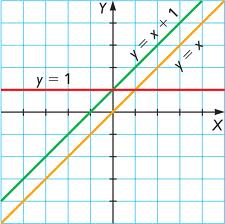 Y
y = x + 1
y = x
y = 1
X